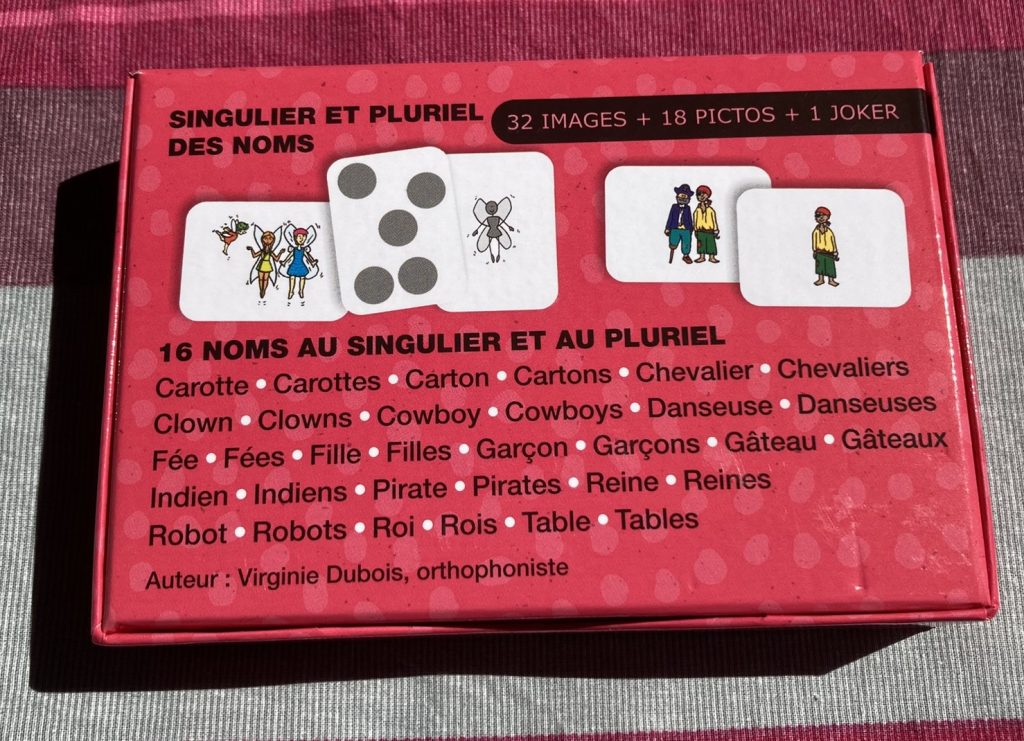 SINGULIER ET PLURIEL
DES NOMS
32 IMAGES + 18 PICTOS + 1 JOKER
16 NOMS AU SINGULIER ET AU PLURIEL
Carotte • Carottes • Carton • Cartons • Chevalier • Chevaliers
Clown • Clowns • Cowboy • Cowboys • Danseuse • Danseuses
Fée • Fées • Fille • Filles • Garçon • Garçons • Gâteau • Gâteaux
Indien • Indiens • Pirate • Pirates • Reine • Reines
Robot • Robots • Roi • Rois • Table • Tables
Auteur : Virginie Dubois, orthophoniste